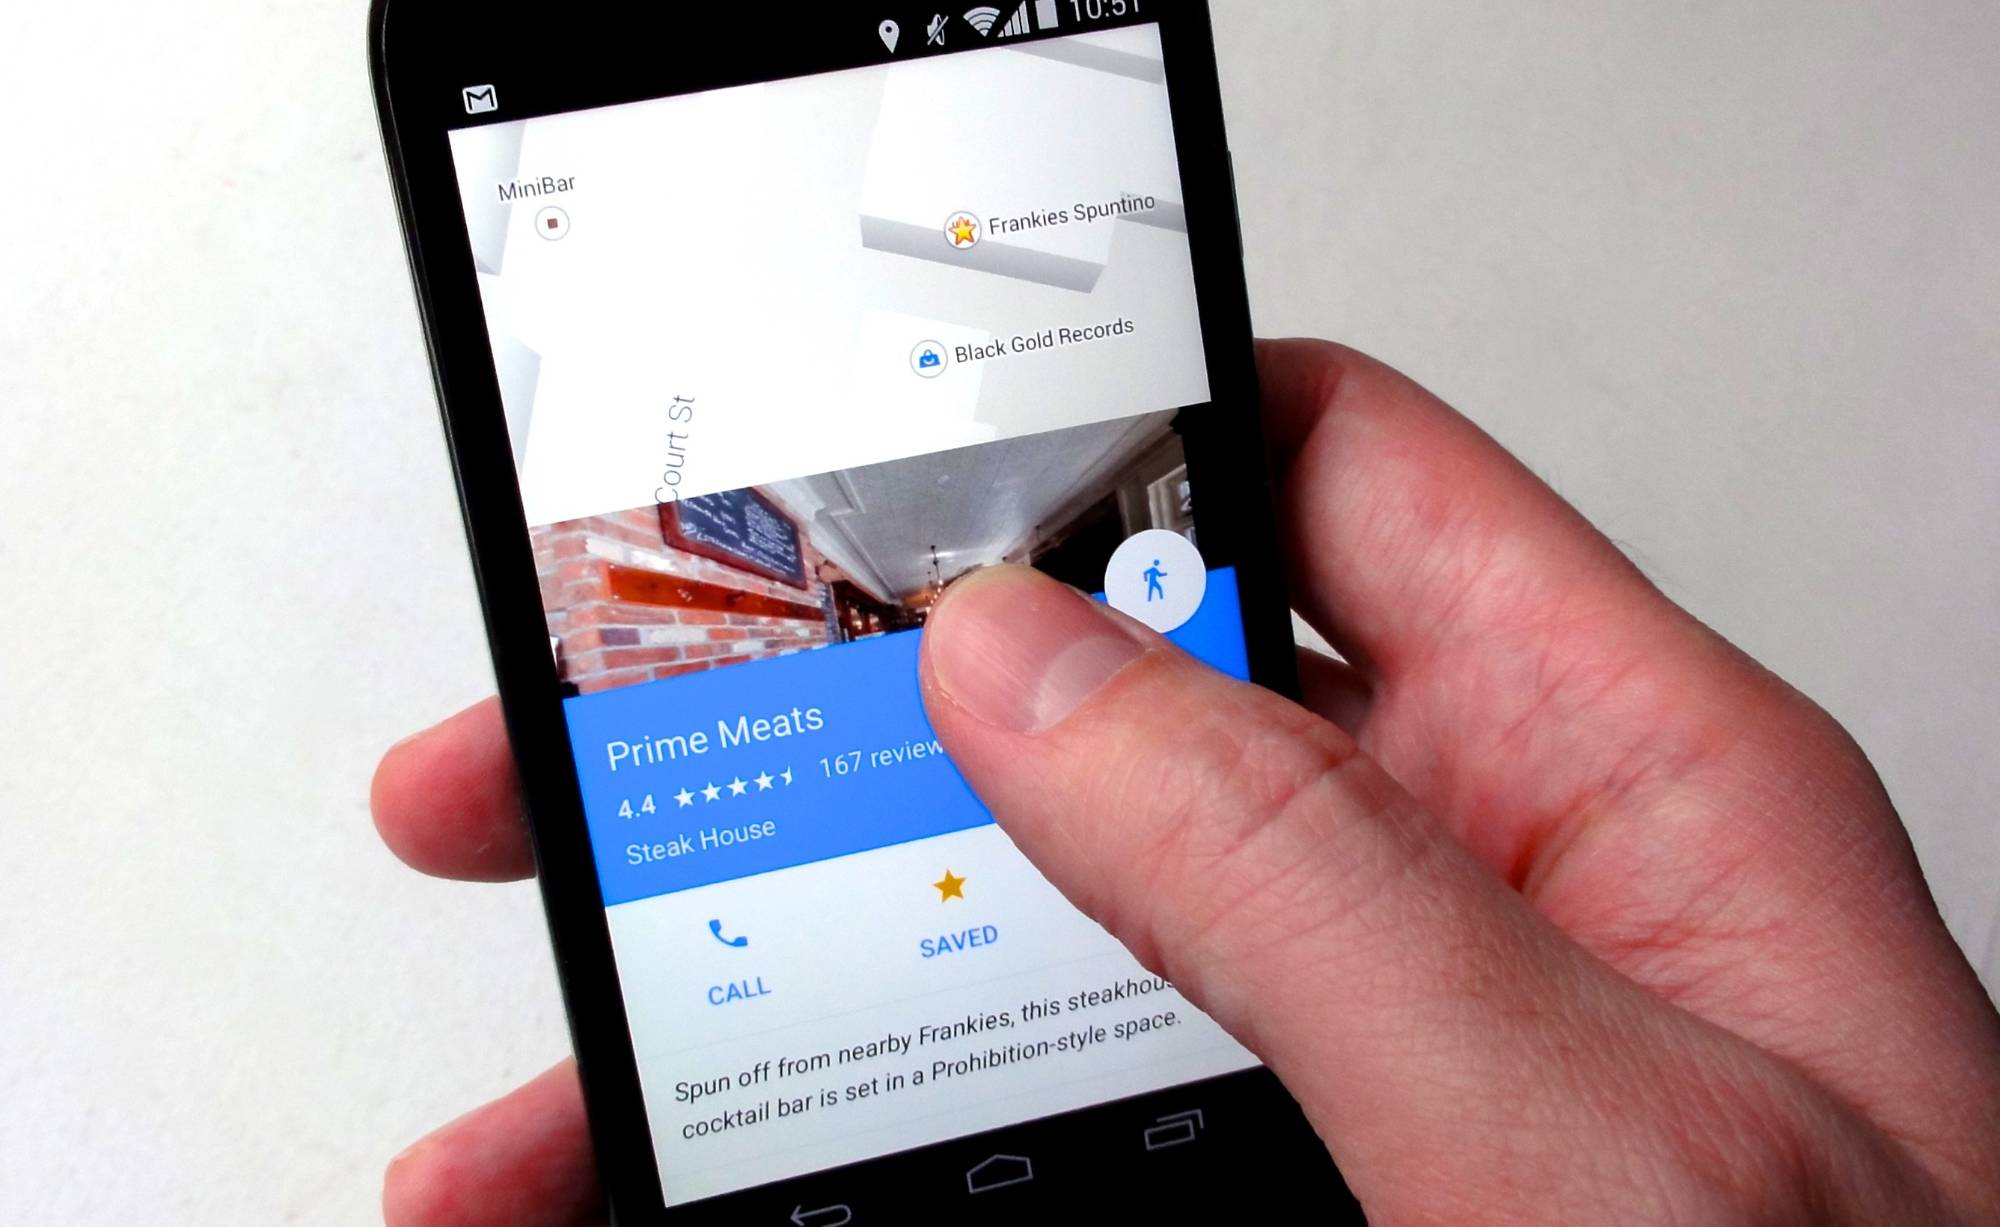 10:51
MiniBar
Frankies Spuntino
Black Gold Records
Court St
Prime Meats
4.4 167 review
Steak House
CALL
SAVED
Spun off from nearby Frankies, this steakhou
cocktail bar is set in a Prohibition-style space.